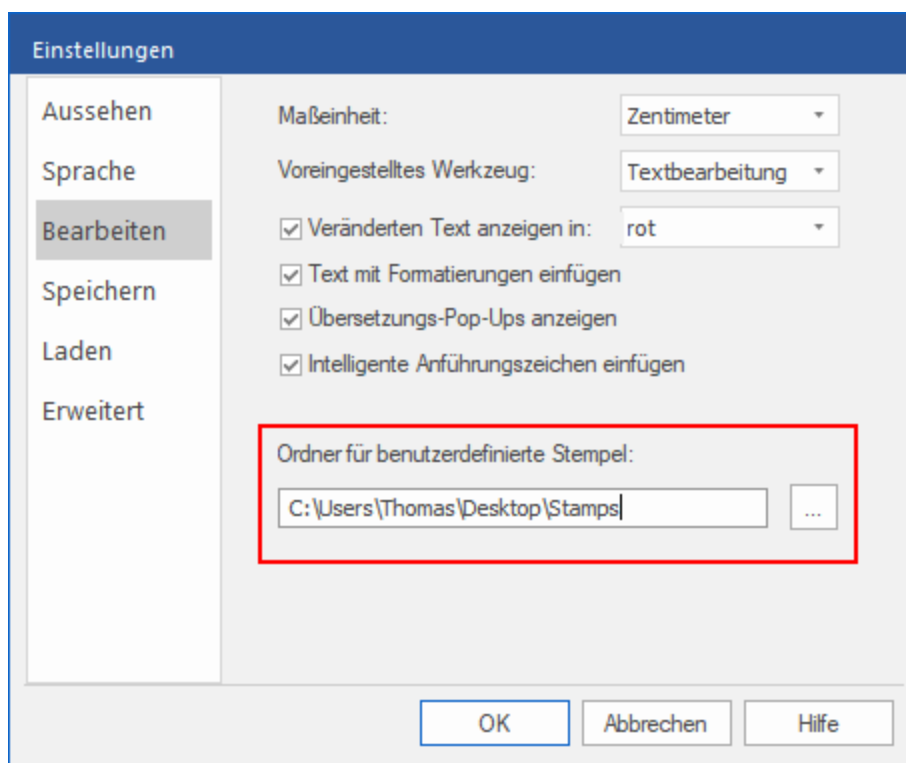 Einstellungen
Aussehen
Sprache
Bearbeiten
Speichern
Laden
Erweitert
Maßeinheit:
Zentimeter
Voreingestelltes Werkzeug:
Textbearbeitung
Veränderten Text anzeigen in:
rot
Text mit Formatierungen einfügen
Übersetzungs-Pop-Ups anzeigen
Intelligente Anführungszeichen einfügen
Ordner für benutzerdefinierte Stempel:
C:\Users\Thomas\Desktop\Stamps
...
OK
Abbrechen
Hilfe